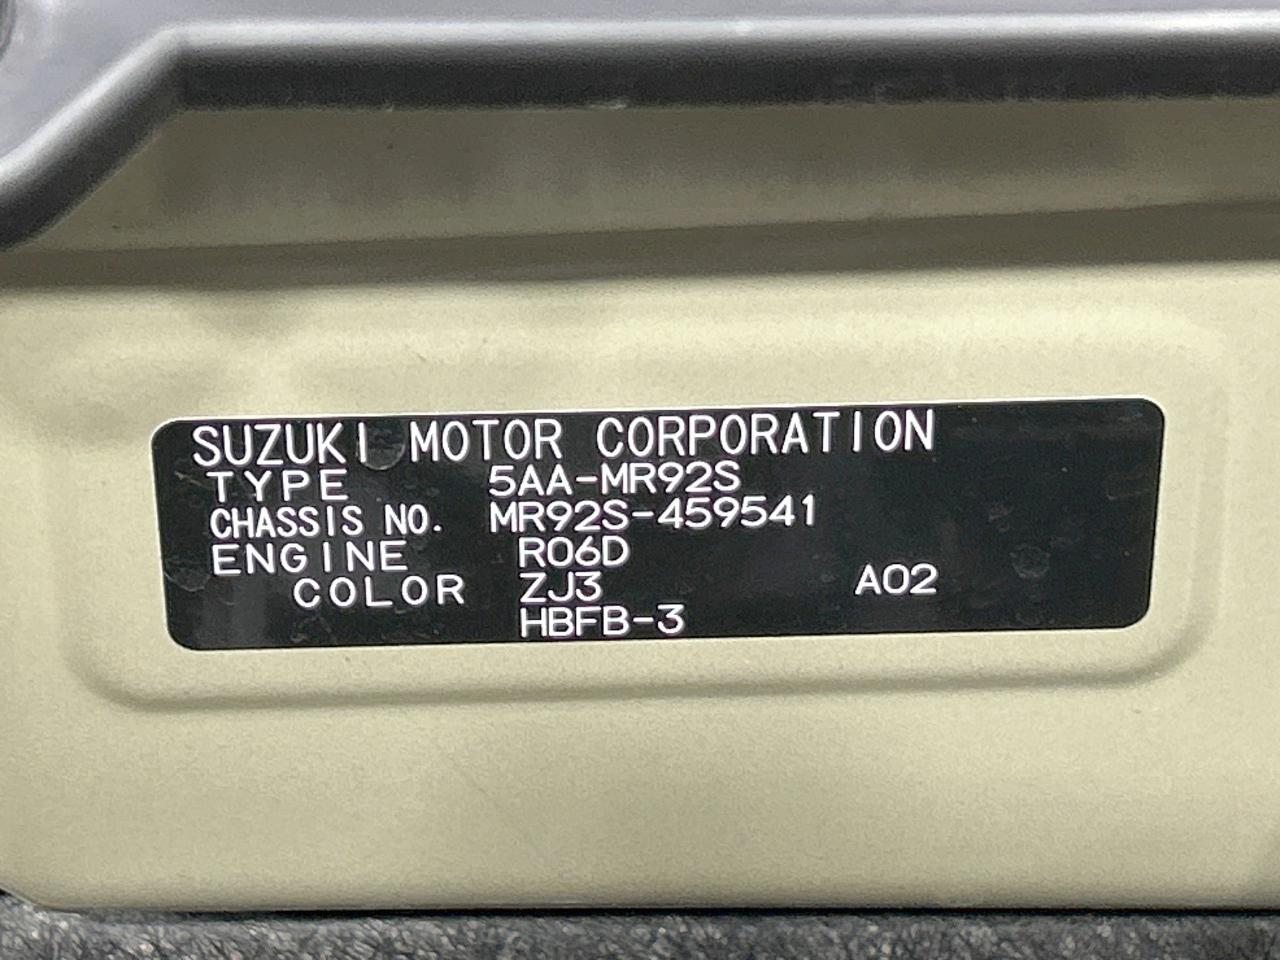 SUZUKI MOTOR CORPORATION
TYPE 5AA-MR92S
CHASSIS NO. MR92S-459541
ENGINE R06D
COLOR ZJ3 A02
HBFB-3